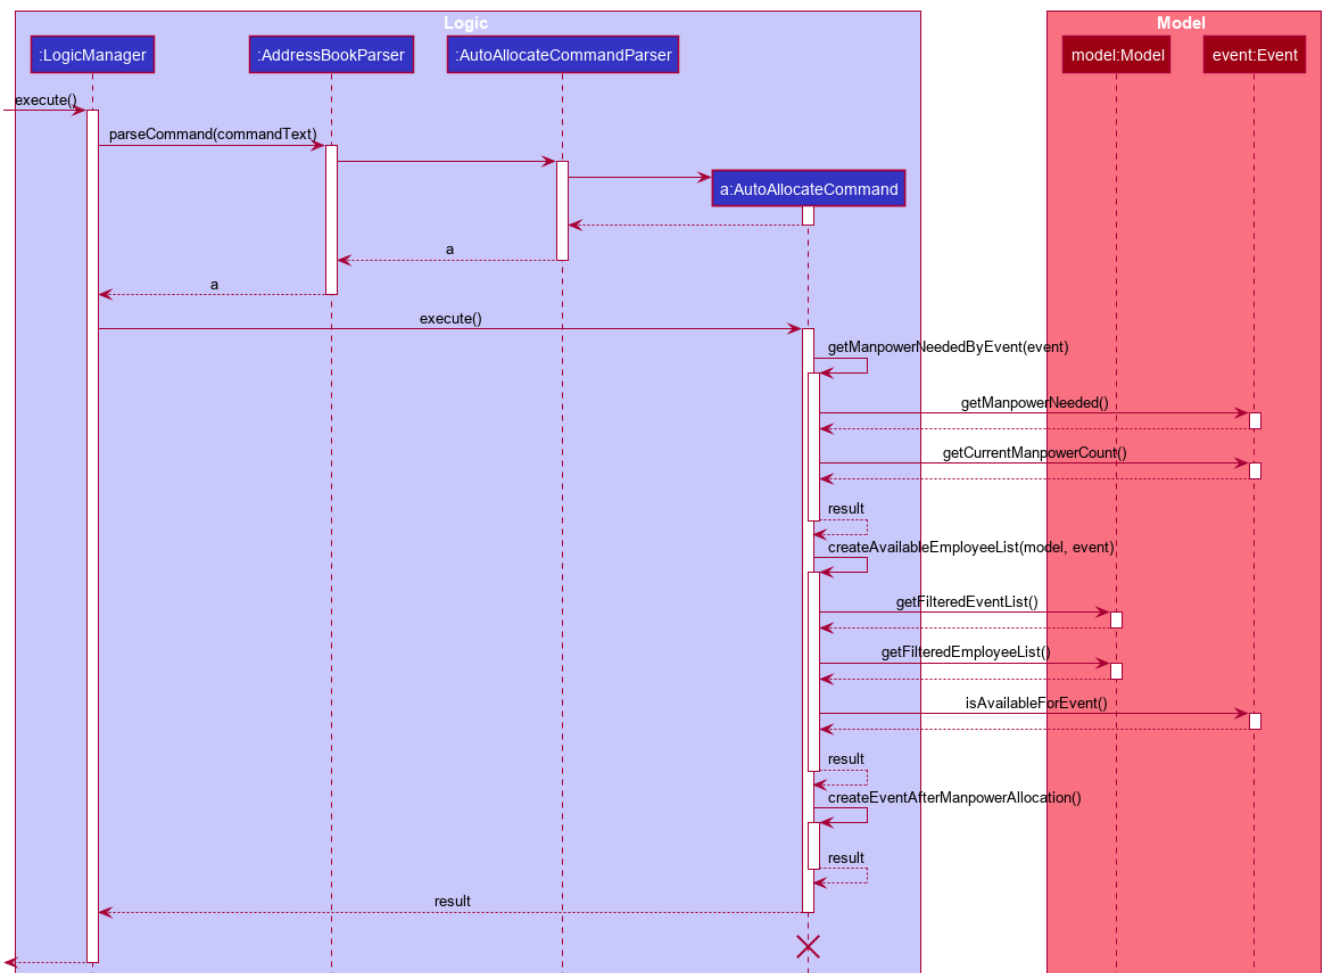 Logic
Model
:LogicManager
:AddressBookParser
:AutoAllocateCommandParser
model:Model
event:Event
execute()
parseCommand(commandText)
a:AutoAllocateCommand
a
a
execute()
getManpowerNeededByEvent(event)
getManpowerNeeded()
getCurrentManpowerCount()
result
createAvailableEmployeeList(model, event)
getFilteredEventList()
getFilteredEmployeeList()
isAvailableForEvent()
result
createEventAfterManpowerAllocation()
result
result